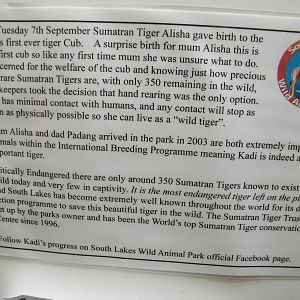 uesday 7th September Sumatran Tiger Alisha gave birth to the
s first ever tiger Cub. A surprise birth for mum Alisha this is
irst cub so like any first time mum she was unsure what to do.
cerned for the welfare of the cub and knowing just how precious
rare Sumatran Tigers are, with only 350 remaining in the wild,
keepers took the decision that hand rearing was the only option.
has minimal contact with humans, and any contact will stop as
n as physically possible so she can live as a "wild tiger".
m Alisha and dad Padang arrived in the park in 2003 are both extremely imp
mals within the International Breeding Programme meaning Kadi is indeed a
portant tiger.
itically Endangered there are only around 350 Sumatran Tigers known to exist
ild today and very few in captivity. It is the most endangered tiger left on the pl
d South Lakes has become extremely well known throughout the world for its d
ction programme to save this beautiful tiger in the wild. The Sumatran Tiger Trus
et up by the parks owner and has been the World's top Sumatran Tiger conservatio
Centre since 1996.
Follow Kadi's progress on South Lakes Wild Animal Park official Facebook page.